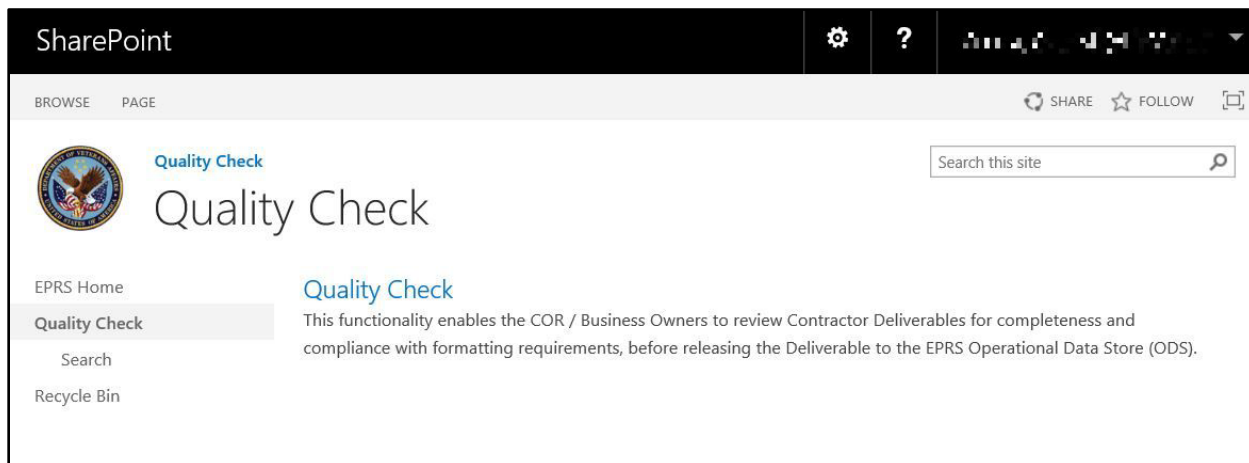 SharePoint
?
BROWSE PAGE
SHARE FOLLOW
Quality Check
Search this site
Quality Check
EPRS Home
Quality Check
Search
Recycle Bin
Quality Check
This functionality enables the COR / Business Owners to review Contractor Deliverables for completeness and
compliance with formatting requirements, before releasing the Deliverable to the EPRS Operational Data Store (ODS).